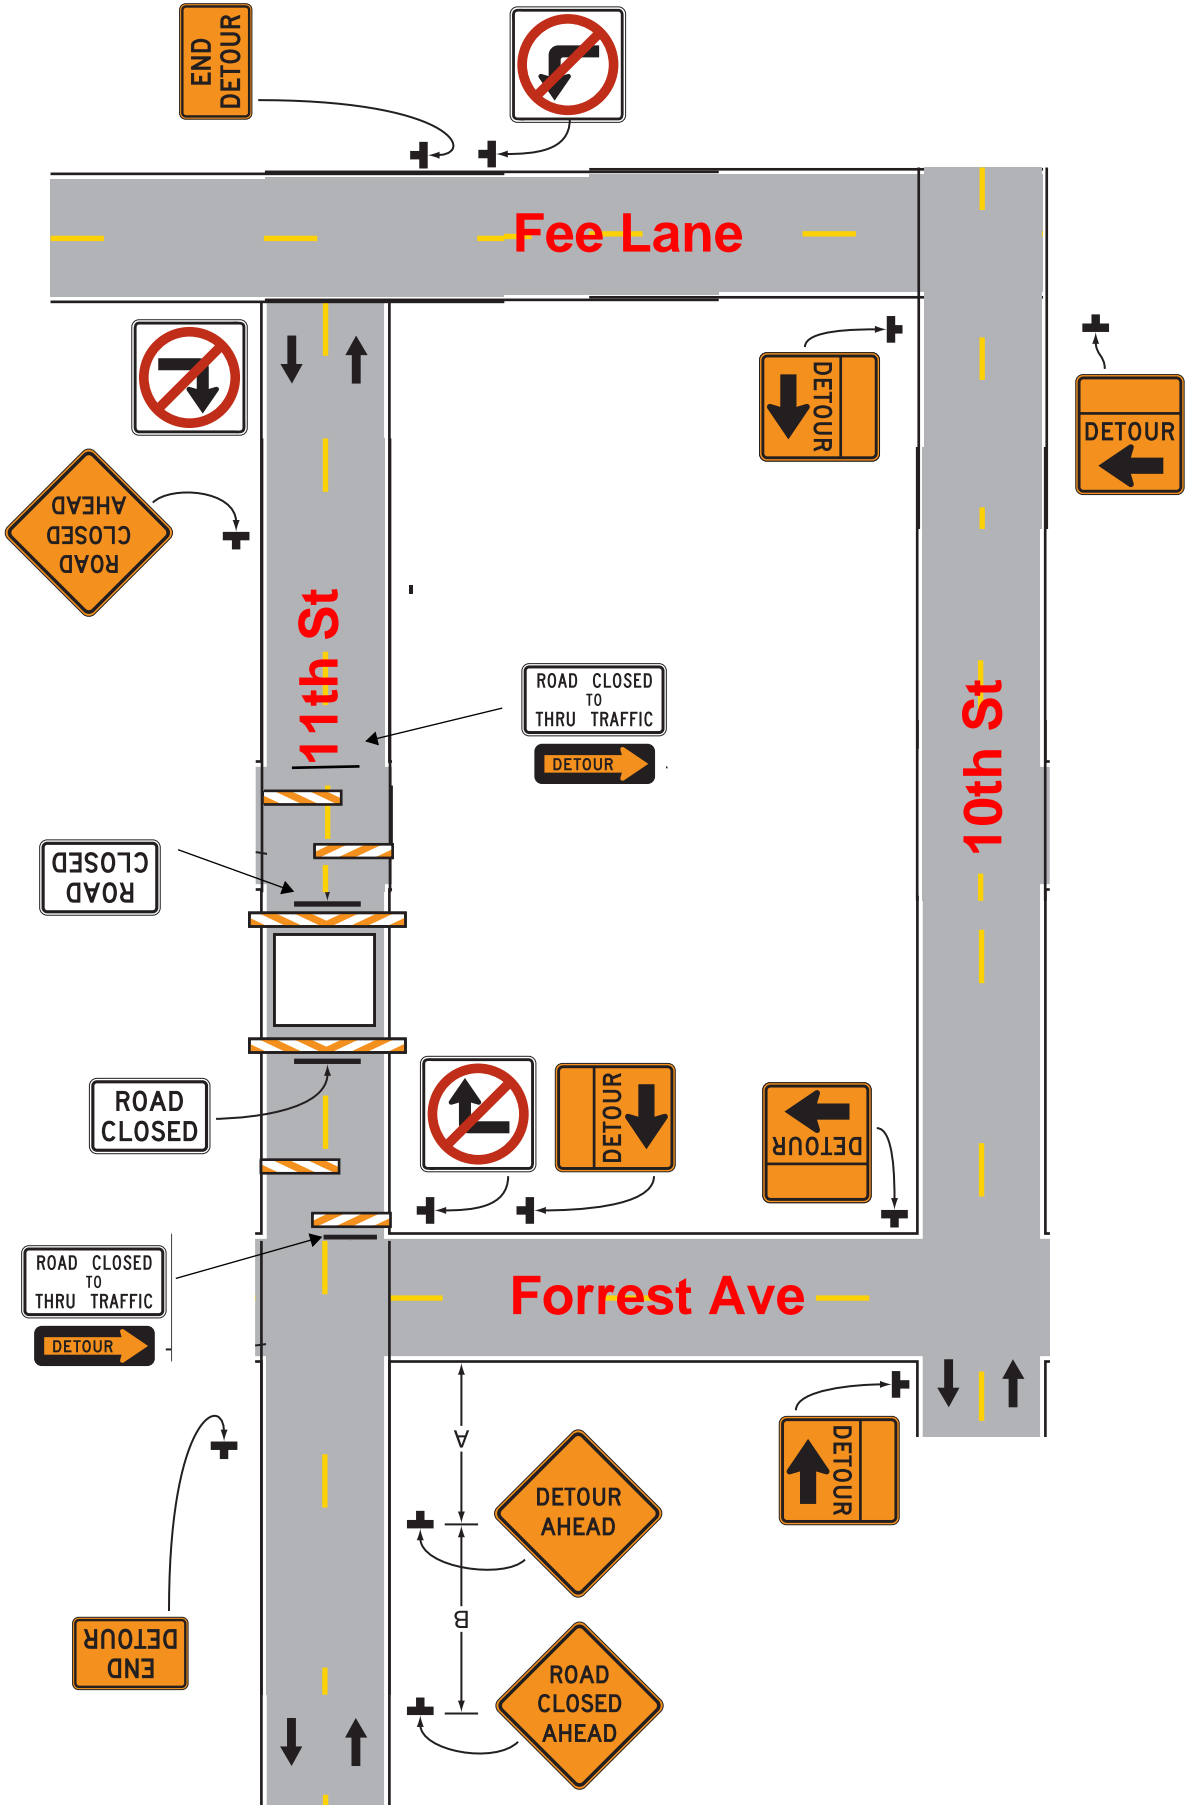 END
DETOUR
Fee Lane
DETOUR
DETOUR
ROAD
CLOSED
AHEAD
11th St
ROAD CLOSED
TO
THRU TRAFFIC
DETOUR
10th St
ROAD
CLOSED
ROAD
CLOSED
DETOUR
DETOUR
ROAD CLOSED
TO
THRU TRAFFIC
DETOUR
Forrest Ave
A
DETOUR
AHEAD
DETOUR
B
END
DETOUR
ROAD
CLOSED
AHEAD